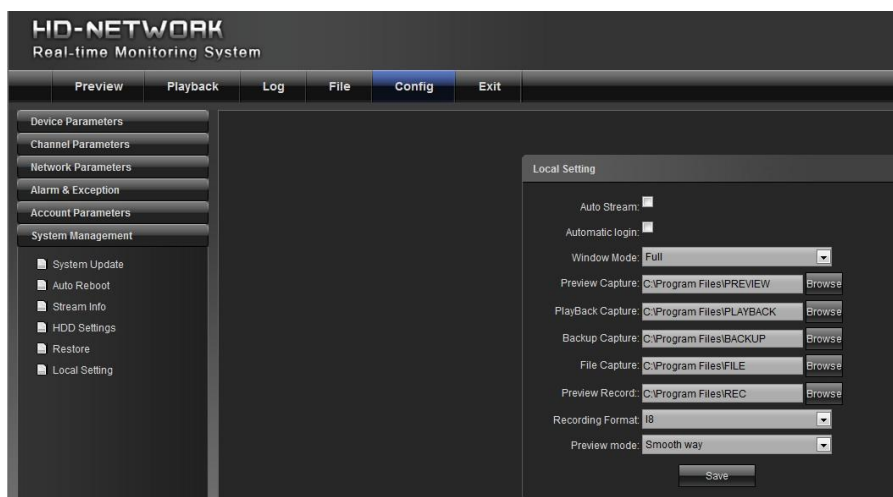 HD-NETWORK
Real-time Monitoring System
Preview Playback Log File Config Exit
Device Parameters
Channel Parameters
Network Parameters
Alarm & Exception
Account Parameters
System Management
System Update
Auto Reboot
Stream Info
HDD Settings
Restore
Local Setting
Local Setting
Auto Stream:
Automatic login:
Window Mode: Full
Preview Capture: C:\Program Files\PREVIEW Browse
PlayBack Capture: C:\Program Files\PLAYBACK Browse
Backup Capture: C:\Program Files\BACKUP Browse
File Capture: C:\Program Files\FILE Browse
Preview Record:: C:\Program Files\REC Browse
Recording Format: I8
Preview mode: Smooth way
Save